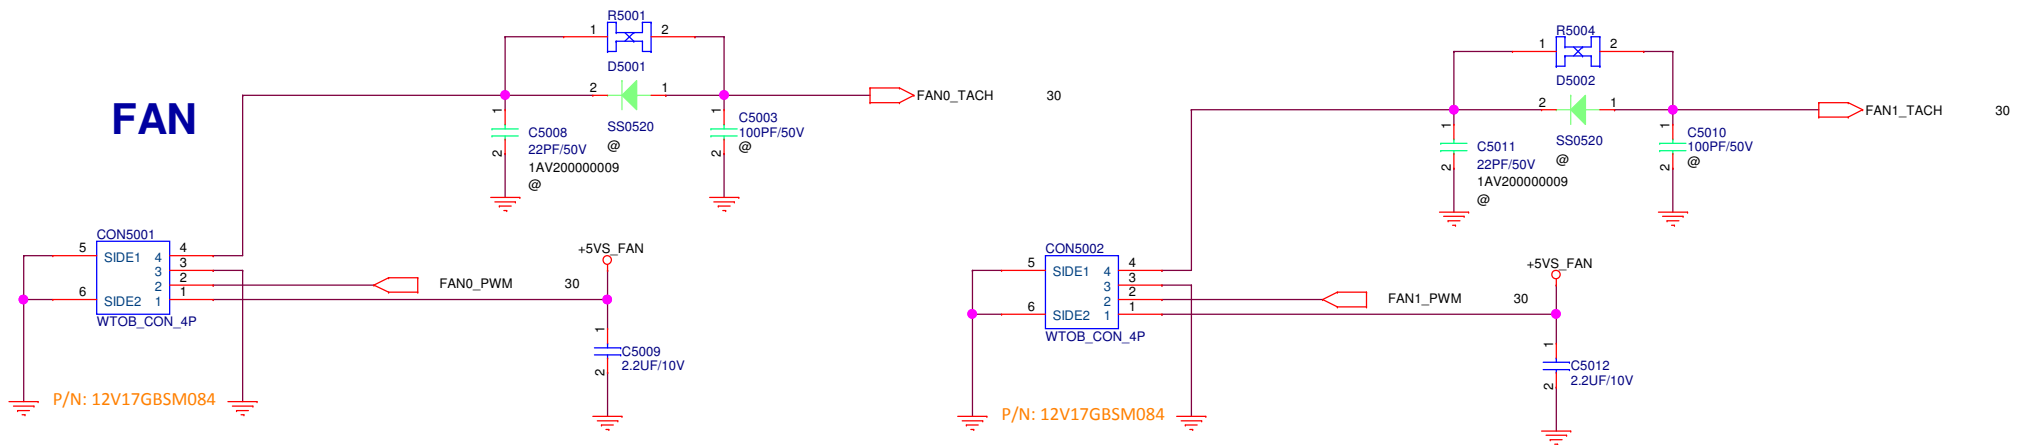 FAN
R5001
1
2
D5001
2
1
SS0520
@
FAN0_TACH
30
1
2
C5008
22PF/50V
1AV200000009
@
1
2
C5003
100PF/50V
@
CON5001
5
SIDE1
4
4
3
3
2
2
6
SIDE2
1
1
WTOB_CON_4P
FAN0_PWM
30
+5VS_FAN
1
2
C5009
2.2UF/10V
P/N: 12V17GBSM084
R5004
1
2
D5002
2
1
SS0520
@
FAN1_TACH
30
1
2
C5011
22PF/50V
1AV200000009
@
1
2
C5010
100PF/50V
@
CON5002
5
SIDE1
4
4
3
3
2
2
6
SIDE2
1
1
WTOB_CON_4P
FAN1_PWM
30
+5VS_FAN
1
2
C5012
2.2UF/10V
P/N: 12V17GBSM084